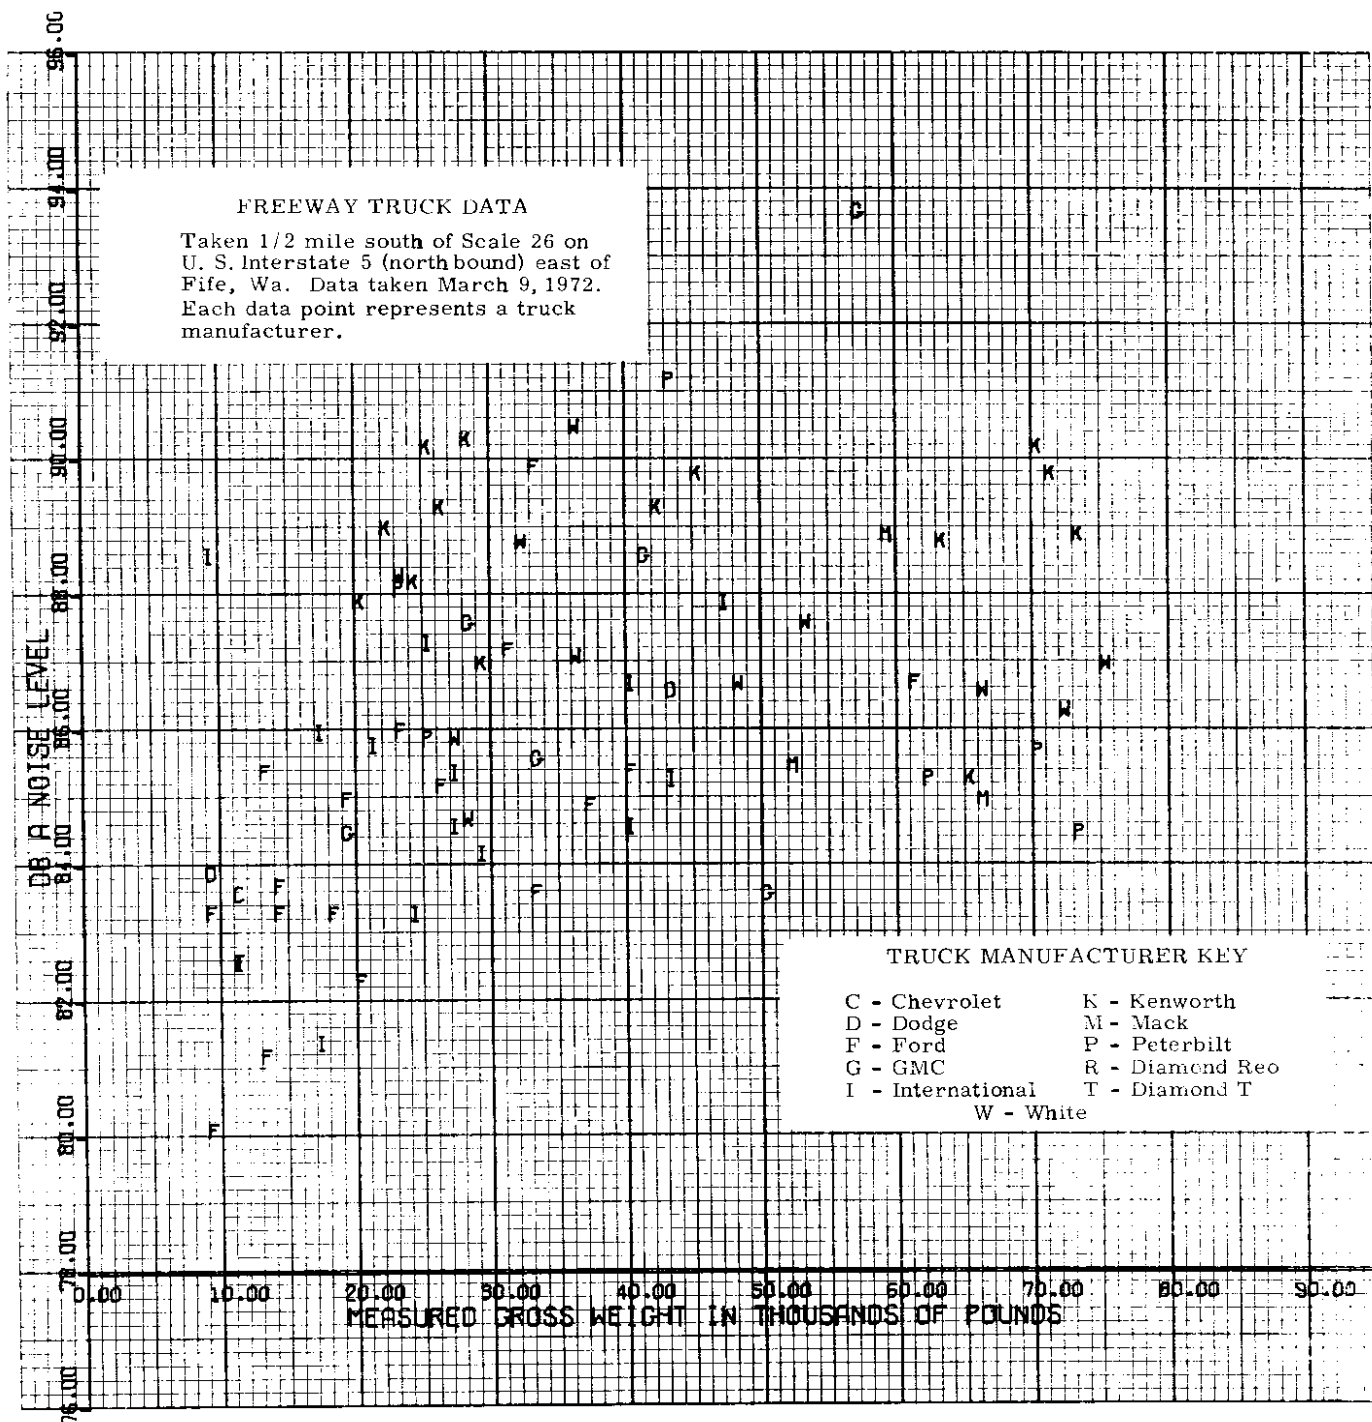 96.00
94.00
92.00
90.00
88.00
86.00
84.00
82.00
80.00
78.00
76.00
DB A NOISE LEVEL
FREEWAY TRUCK DATA
Taken 1/2 mile south of Scale 26 on
U. S. Interstate 5 (north bound) east of
Fife, Wa. Data taken March 9, 1972.
Each data point represents a truck
manufacturer.
G
P
W
K K K
F K K
K K
K M K K
W
I G
K
K I
G W
I F
K W W
I W F W
D
W
I F P W
I P
G
F I F I M P K
F F
F M
G W I I P
I
D
C F F G
F F F I
I
F
I
F
F
TRUCK MANUFACTURER KEY
C - Chevrolet K - Kenworth
D - Dodge M - Mack
F - Ford P - Peterbilt
G - GMC R - Diamond Reo
I - International T - Diamond T
W - White
0.00 10.00 20.00 30.00 40.00 50.00 60.00 70.00 80.00 90.00
MEASURED GROSS WEIGHT IN THOUSANDS OF POUNDS